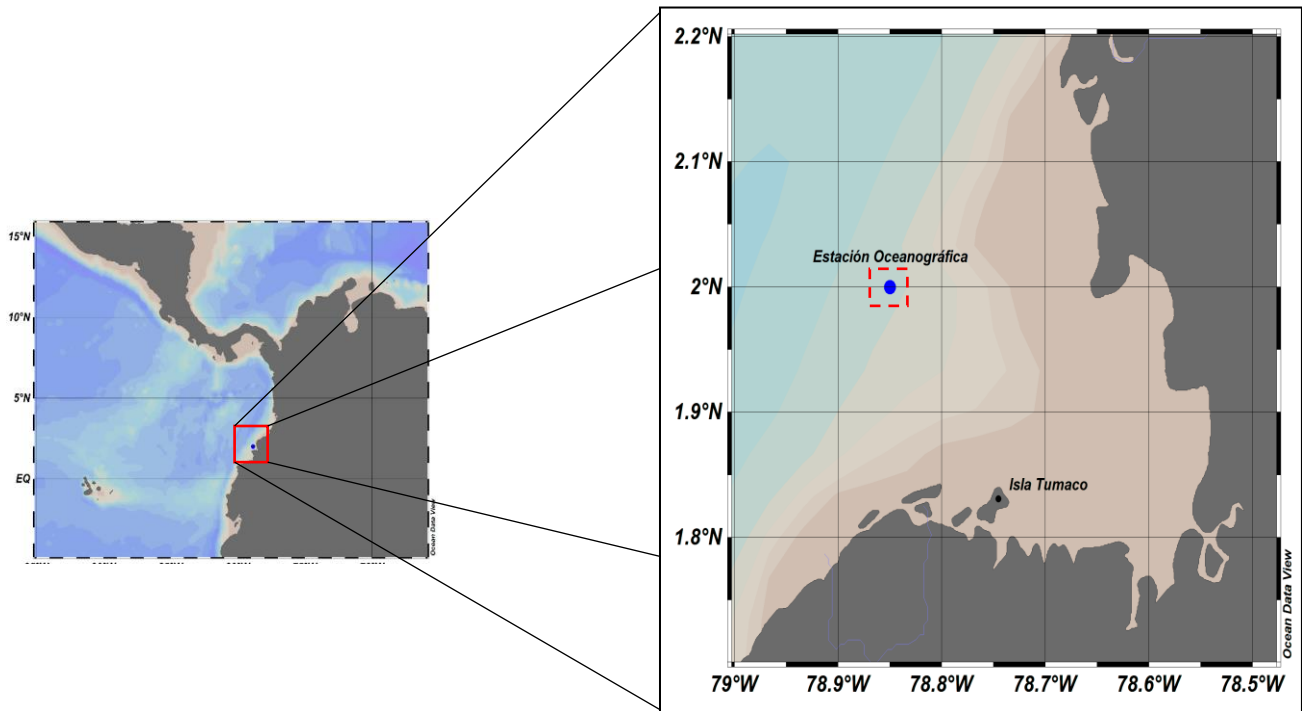 15°N
10°N
5°N
EQ
Ocean Data View
2.2°N
2.1°N
2°N
1.9°N
1.8°N
Estación Oceanográfica
Isla Tumaco
79°W
78.9°W
78.8°W
78.7°W
78.6°W
78.5°W
Ocean Data View